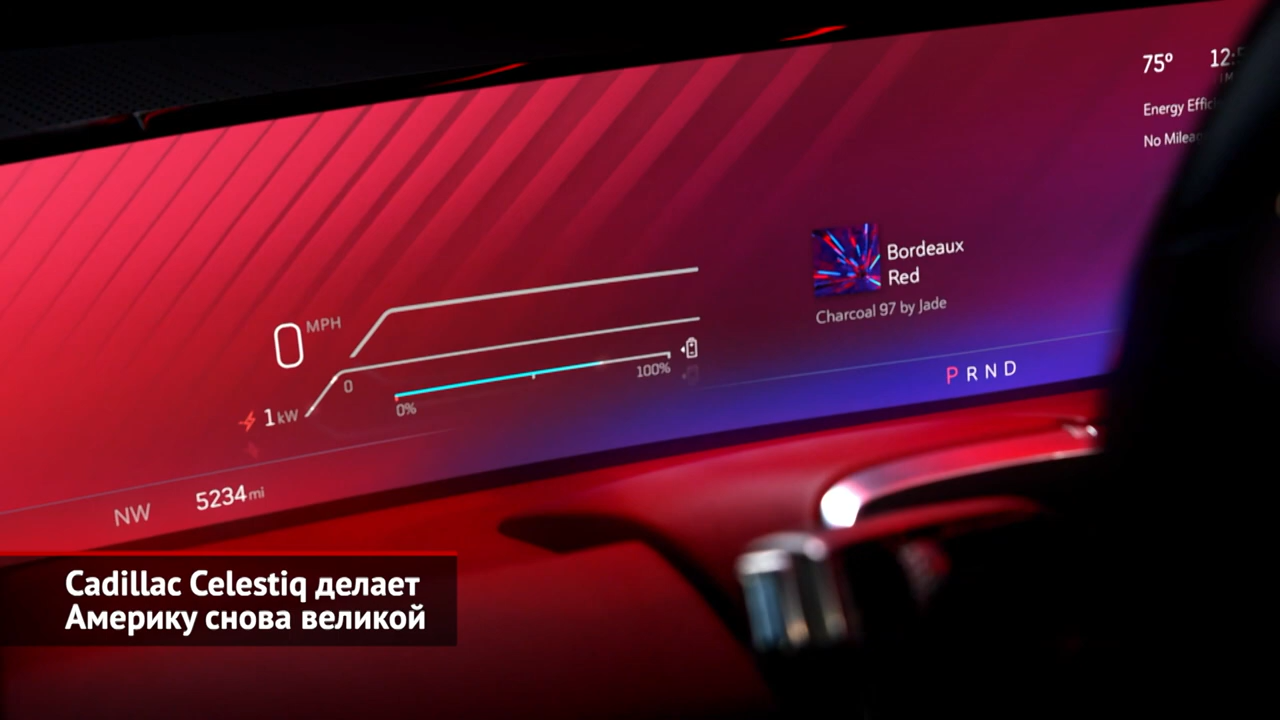 75°
0 MPH
Bordeaux
Red
Charcoal 97 by Jade
0
100%
0%
1 kW
P R N D
NW
5234 mi
Energy
No
Cadillac Celestiq делает
Америку снова великой